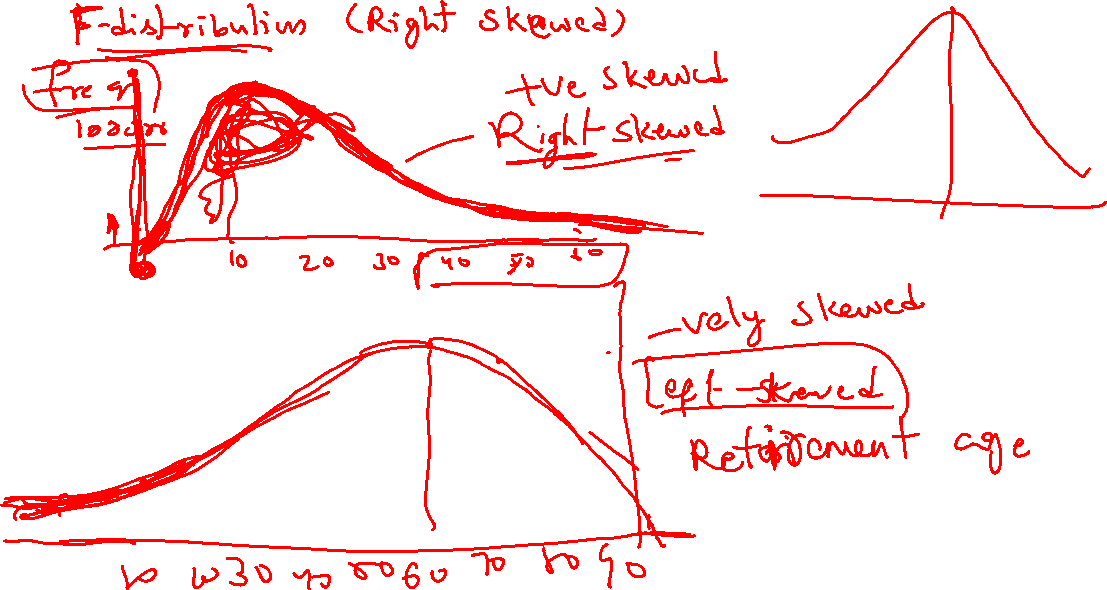 F-distributions (Right skewed)
freq
+ve skewed
Right skewed
10 20 30 40 50 60
-vely skewed
Left-skewed
Retirement age
10 20 30 40 50 60 70 80 90